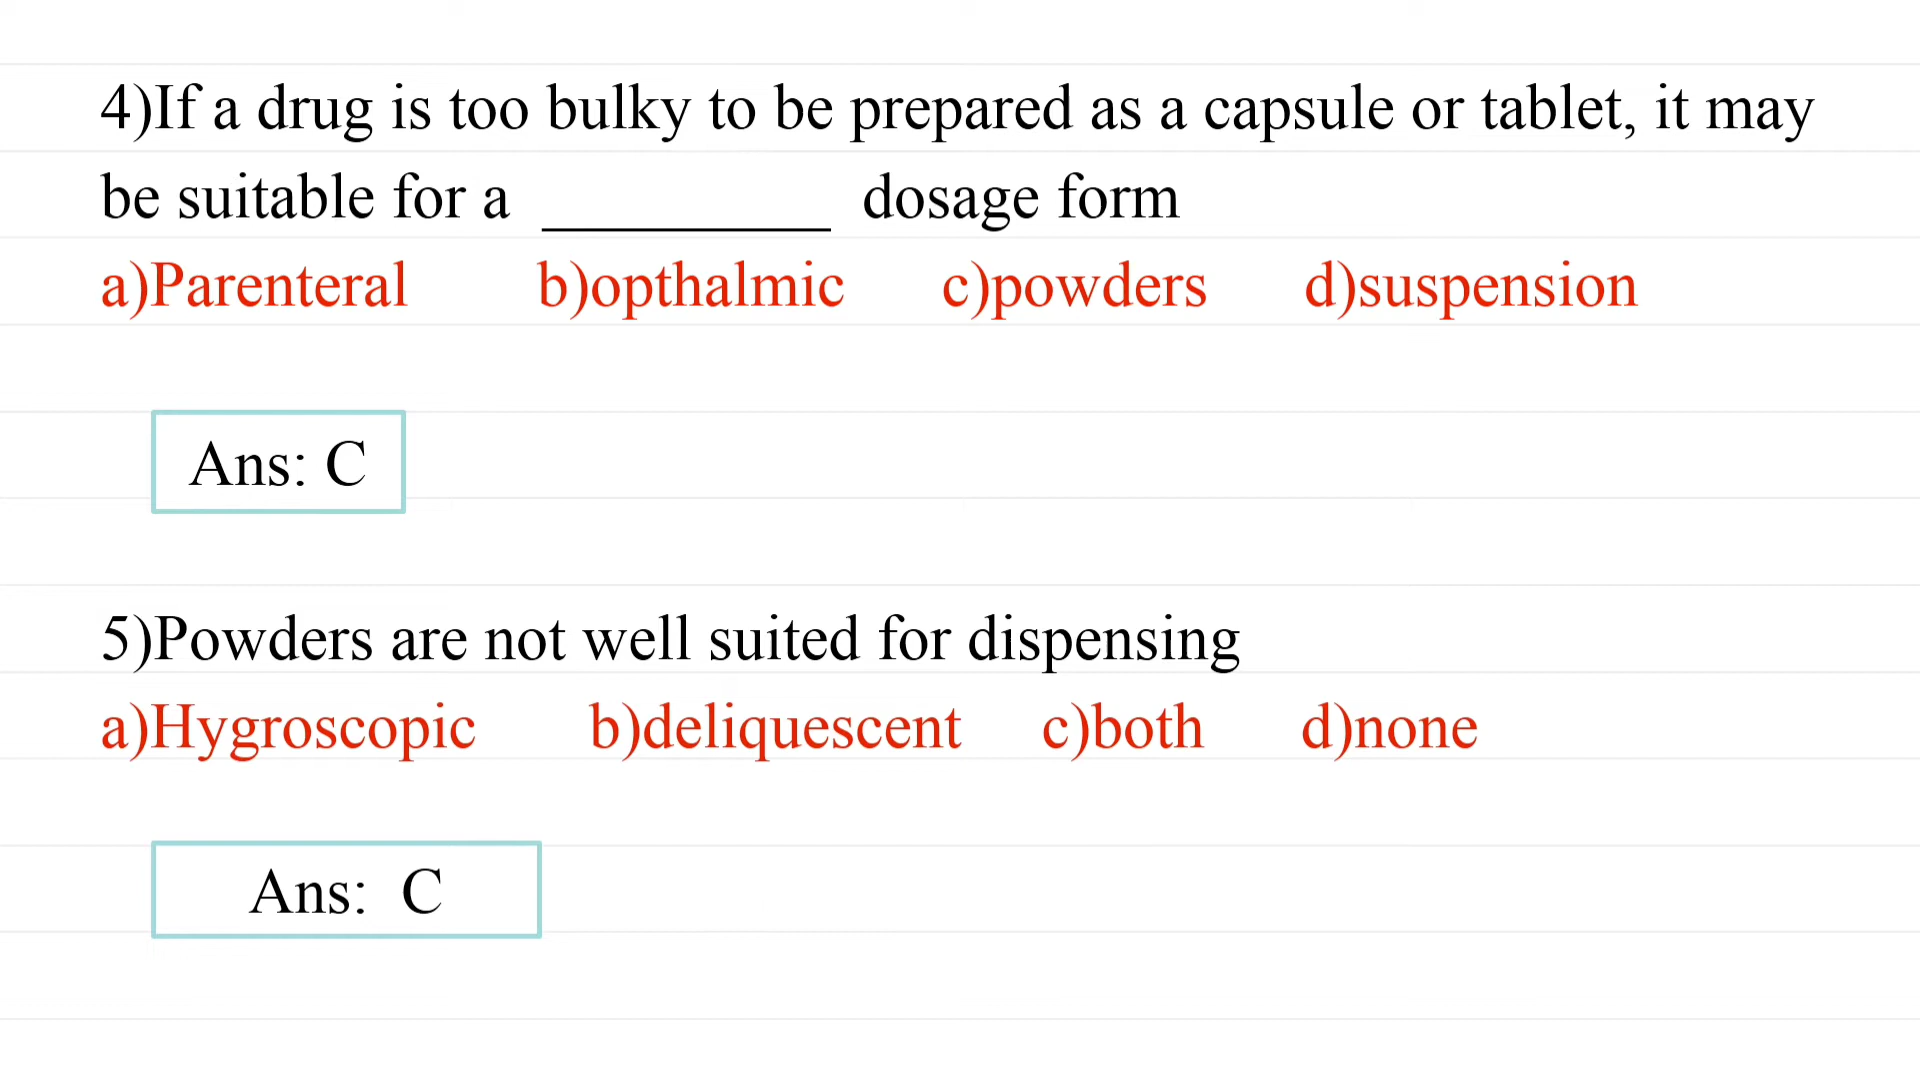 4)If a drug is too bulky to be prepared as a capsule or tablet, it may
be suitable for a __________ dosage form
a)Parenteral b)opthalmic c)powders d)suspension
Ans: C
5)Powders are not well suited for dispensing
a)Hygroscopic b)deliquescent c)both d)none
Ans: C